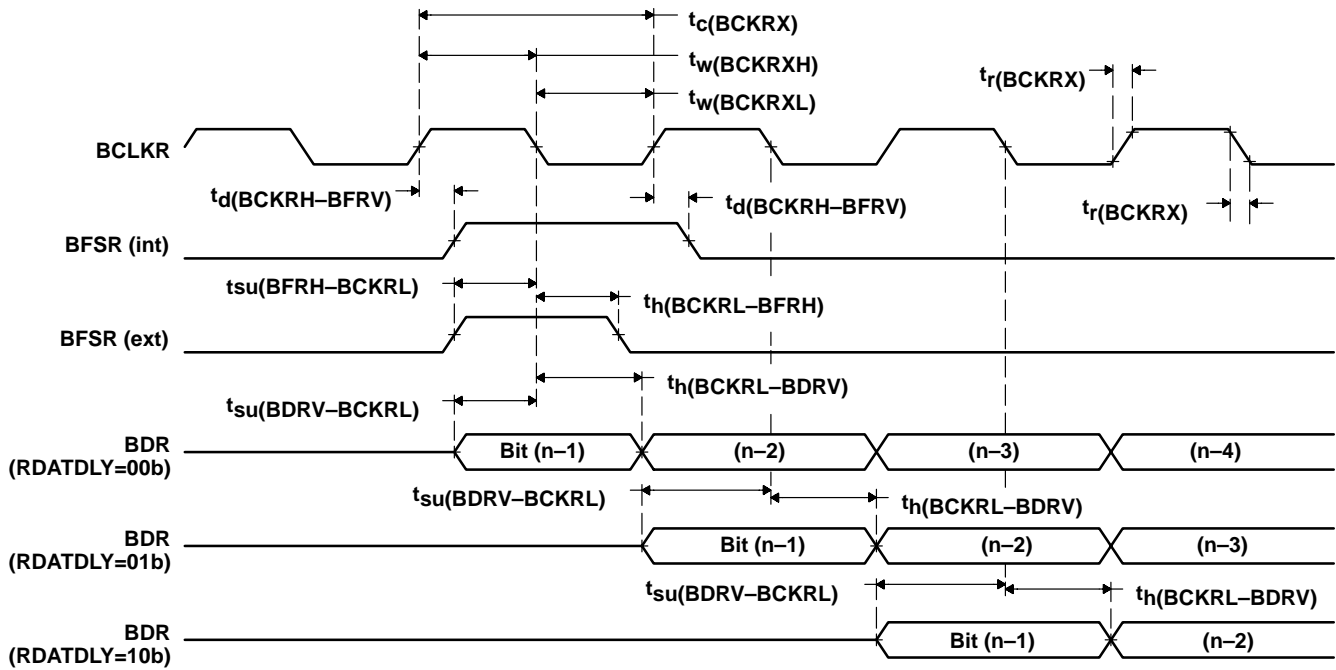 tc(BCKRX)
tw(BCKRXH)
tr(BCKRX)
tw(BCKRXL)
BCLKR
td(BCKRH–BFRV)
td(BCKRH–BFRV)
tr(BCKRX)
BFSR (int)
tsu(BFRH–BCKRL)
th(BCKRL–BFRH)
BFSR (ext)
th(BCKRL–BDRV)
tsu(BDRV–BCKRL)
BDR
(RDATDLY=00b)
Bit (n–1) (n–2) (n–3) (n–4)
tsu(BDRV–BCKRL)
th(BCKRL–BDRV)
BDR
(RDATDLY=01b)
Bit (n–1) (n–2) (n–3)
tsu(BDRV–BCKRL)
th(BCKRL–BDRV)
BDR
(RDATDLY=10b)
Bit (n–1) (n–2)